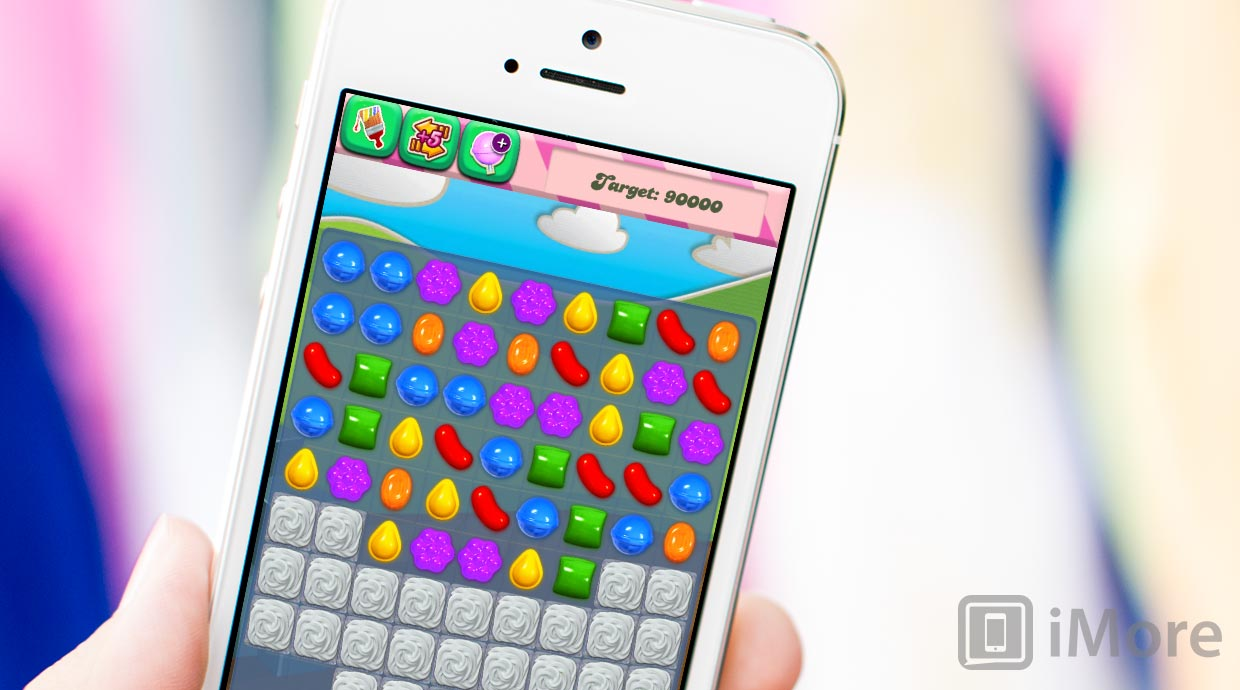 +5
+
Target: 90000
iMore